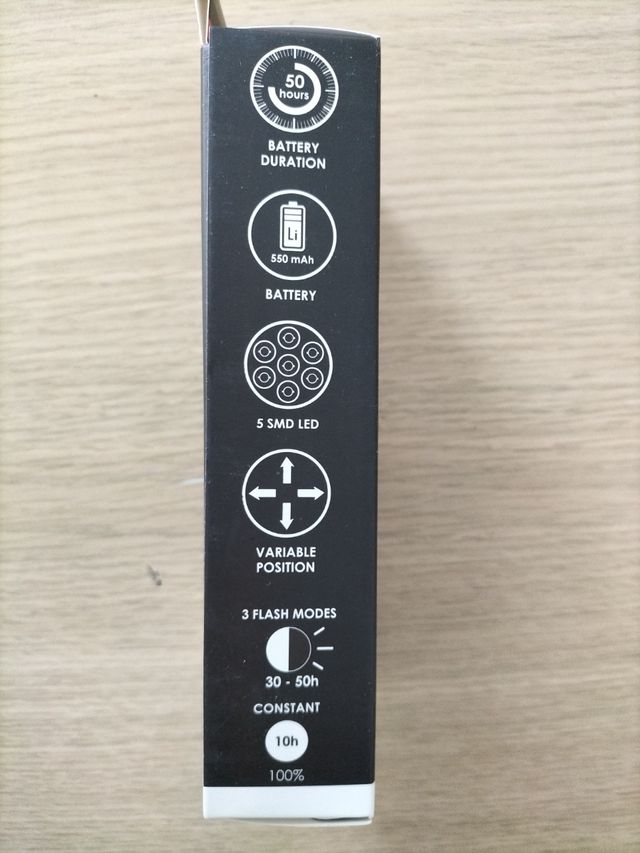 50
hours
BATTERY
DURATION
Li
550 mAh
BATTERY
5 SMD LED
VARIABLE
POSITION
3 FLASH MODES
30 - 50h
CONSTANT
10h
100%